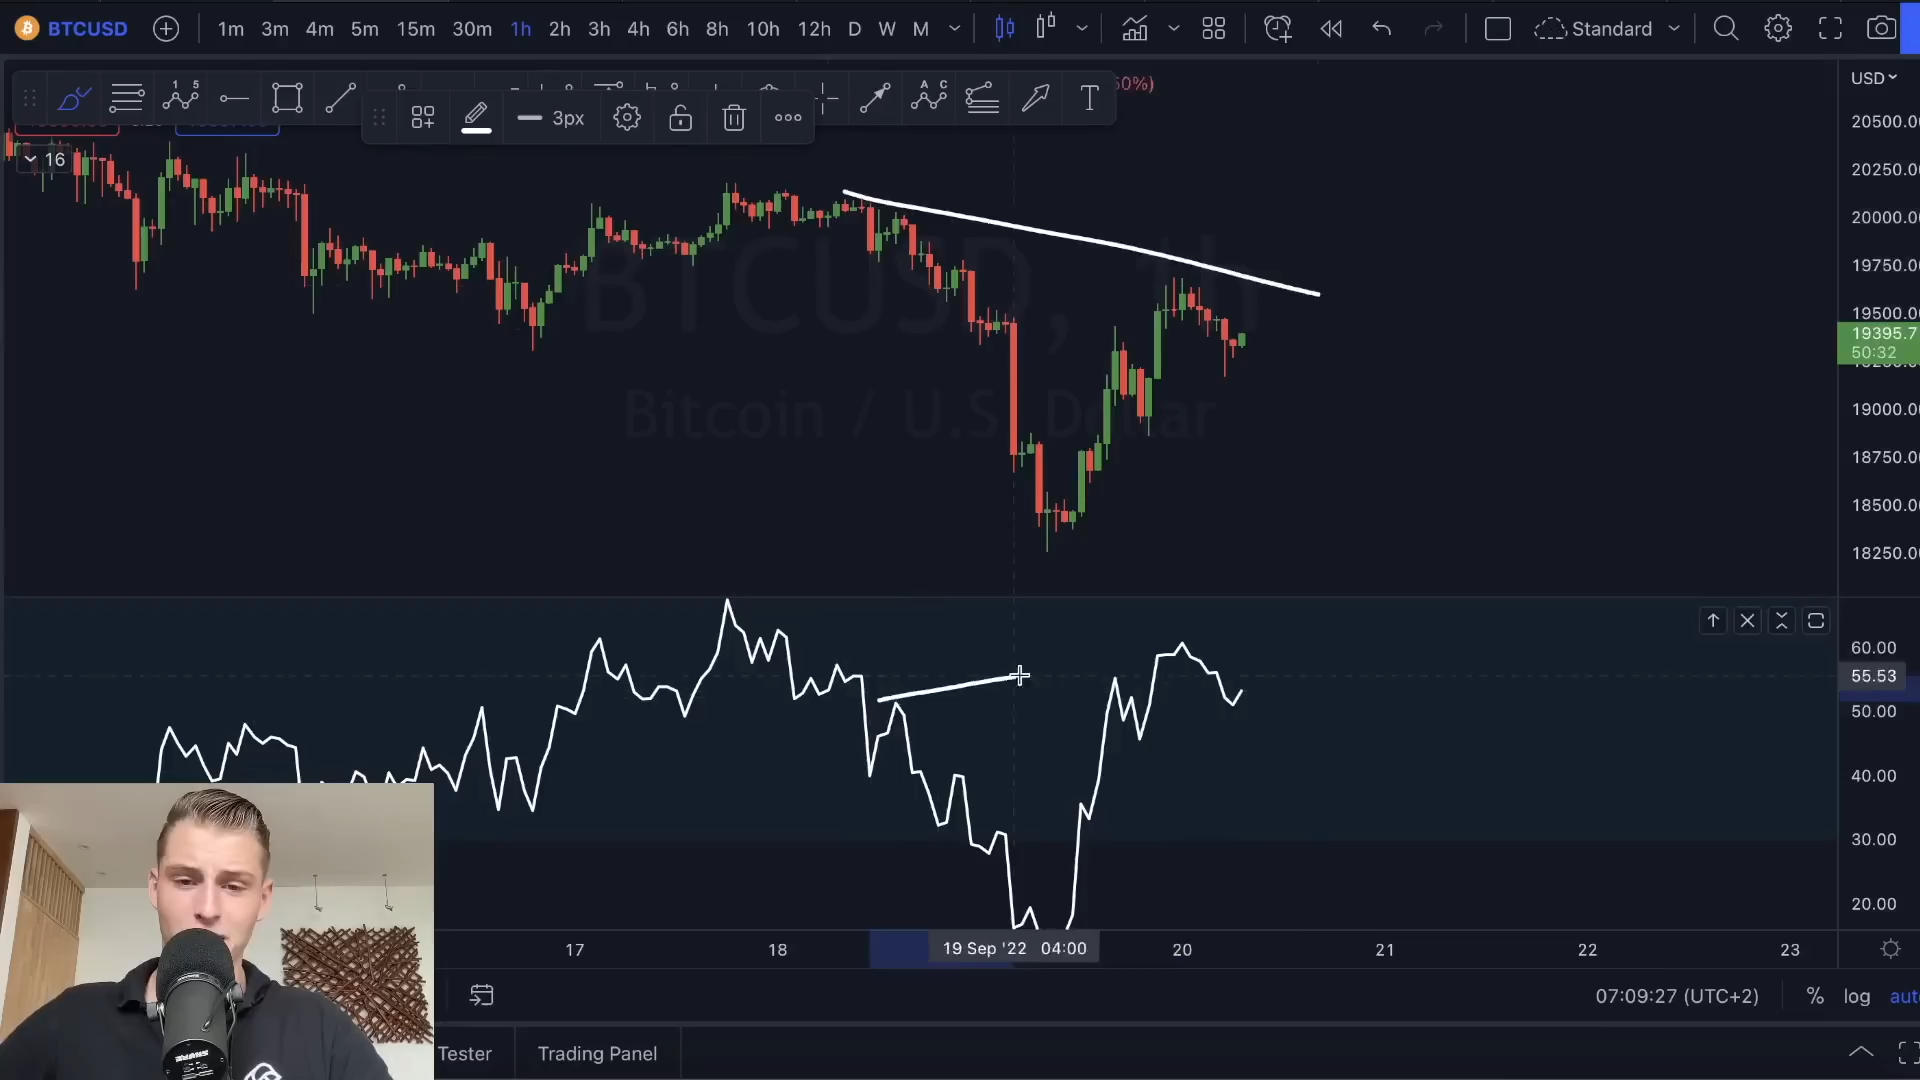 BTCUSD 1m 3m 4m 5m 15m 30m 1h 2h 3h 4h 6h 8h 10h 12h D W M Standard
USD
3px
T
16
20500.0
20250.0
20000.0
19750.0
19500.0
19395.7
50:32
19000.0
18750.0
18500.0
18250.0
BTCUSD, 1h
Bitcoin / U.S. Dollar
60.00
55.53
50.00
40.00
30.00
20.00
17 18 19 Sep '22 04:00 20 21 22 23
07:09:27 (UTC+2) % log
Tester Trading Panel